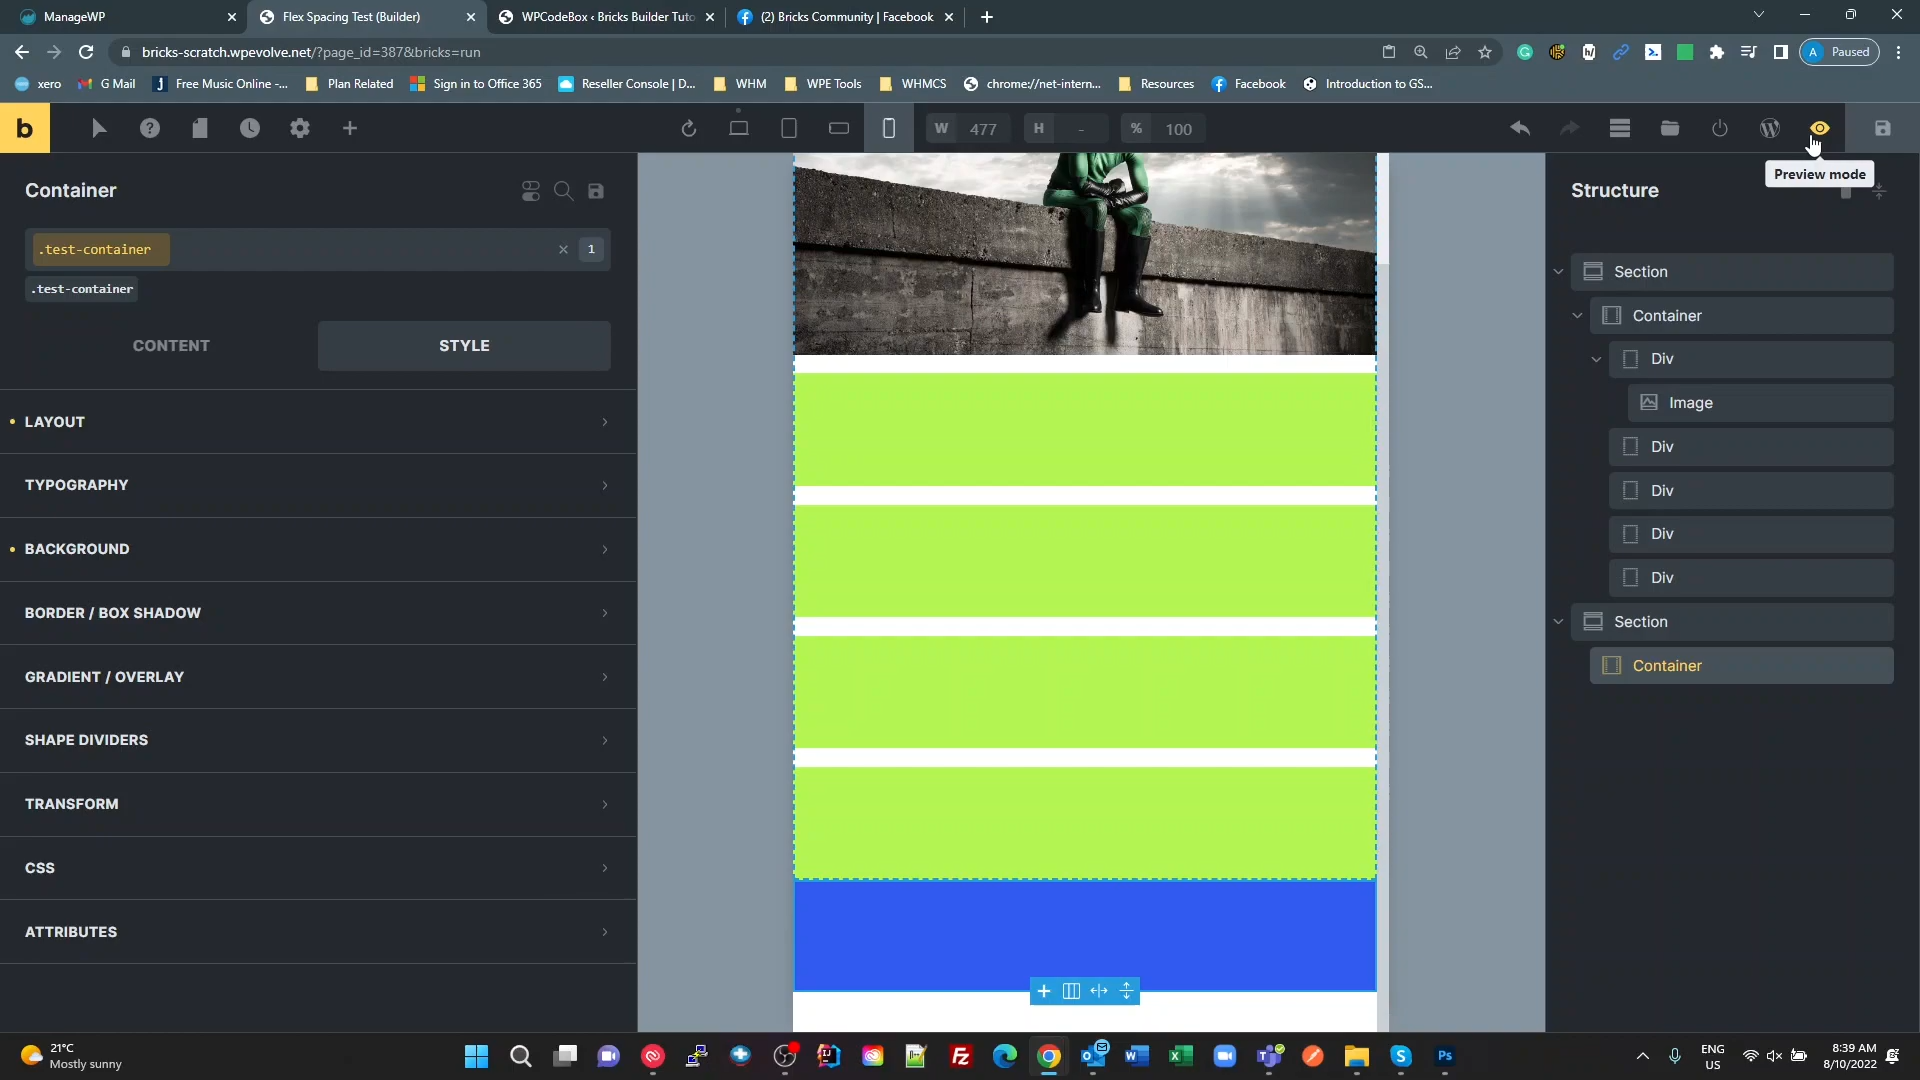 ManageWP
Flex Spacing Test (Builder)
WPCodeBox ‹ Bricks Builder Tuto
(2) Bricks Community | Facebook
bricks-scratch.wpevolve.net/?page_id=387&bricks=run
A Paused
xero
G Mail
Free Music Online -...
Plan Related
Sign in to Office 365
Reseller Console | D...
WHM
WPE Tools
WHMCS
chrome://net-intern...
Resources
Facebook
Introduction to GS...
b
W 477
H -
% 100
Preview mode
Container
.test-container
1
.test-container
CONTENT
STYLE
LAYOUT
TYPOGRAPHY
BACKGROUND
BORDER / BOX SHADOW
GRADIENT / OVERLAY
SHAPE DIVIDERS
TRANSFORM
CSS
ATTRIBUTES
Structure
Section
Container
Div
Image
Div
Div
Div
Div
Section
Container
21°C
Mostly sunny
ENG
US
8:39 AM
8/10/2022